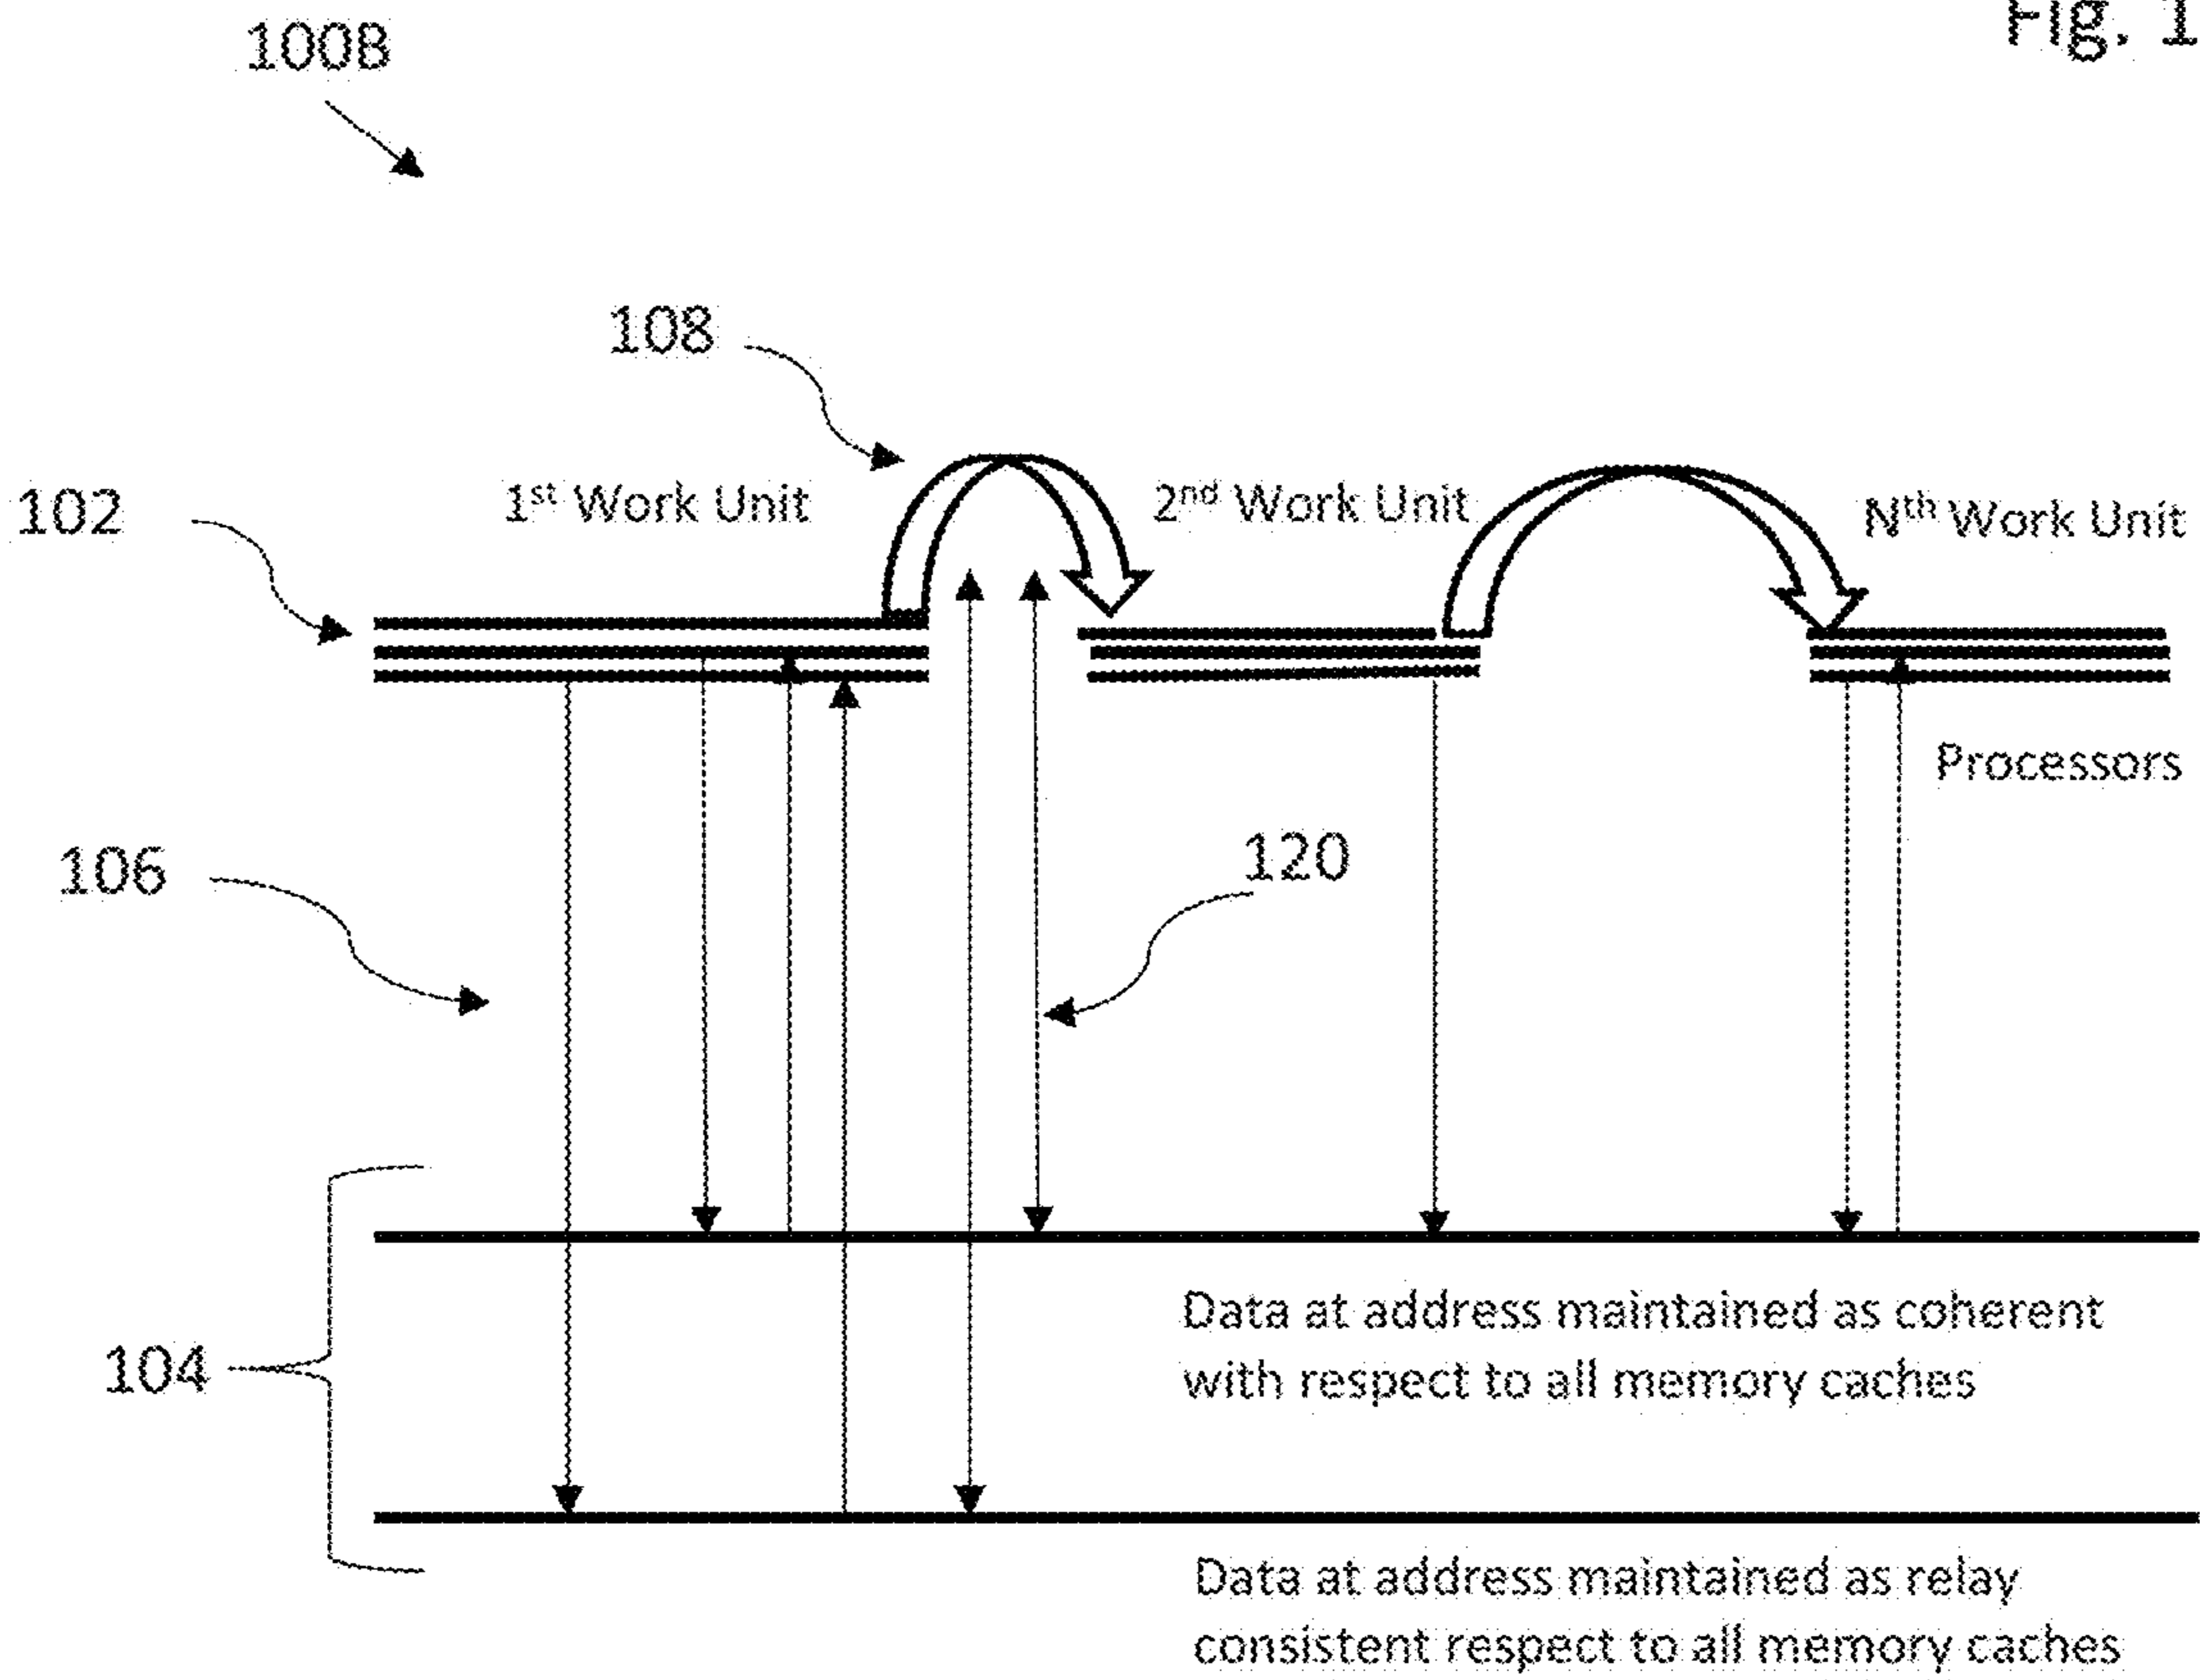 Fig. 1
100B
108
102
1st Work Unit
2nd Work Unit
Nth Work Unit
Processors
106
120
104
Data at address maintained as coherent
with respect to all memory caches
Data at address maintained as relay
consistent respect to all memory caches